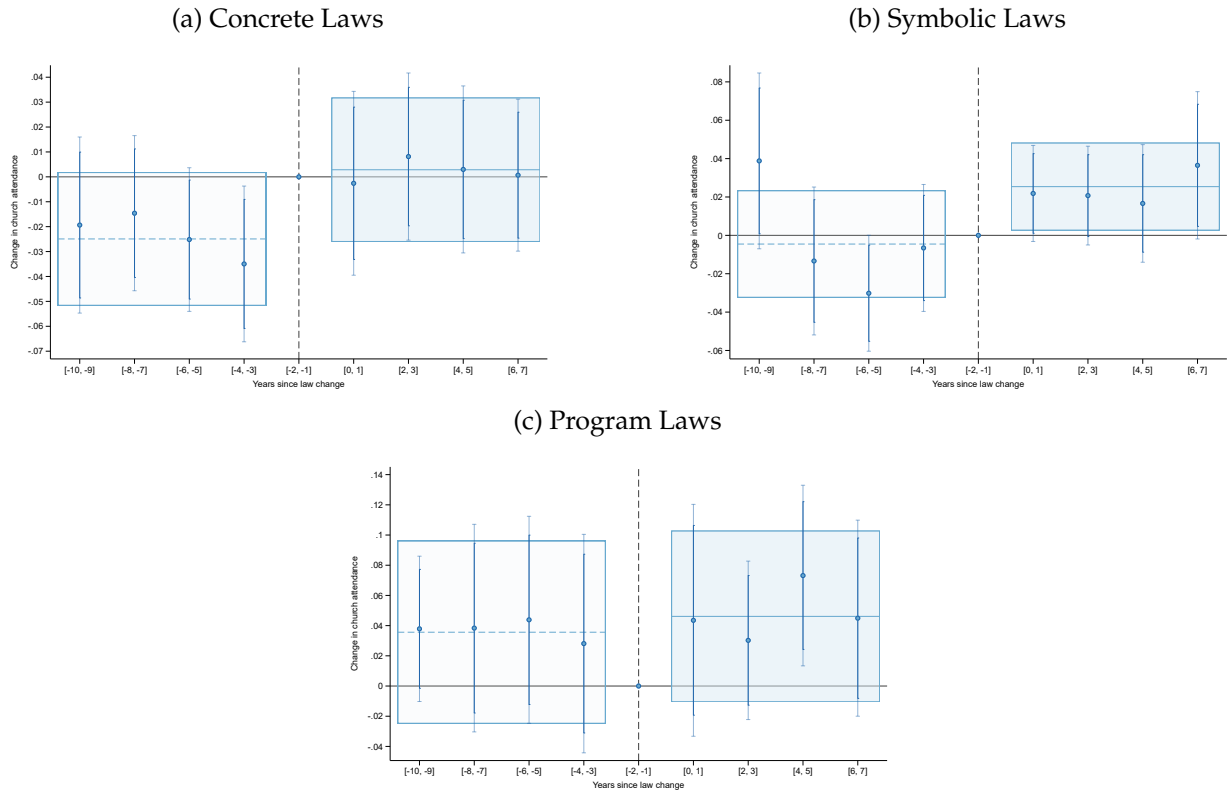 (a) Concrete Laws
.04
.03
.02
.01
0
-.01
-.02
-.03
-.04
-.05
-.06
-.07
Change in church attendance
[-10, -9] [-8, -7] [-6, -5] [-4, -3] [-2, -1] [0, 1] [2, 3] [4, 5] [6, 7]
Years since law change
(b) Symbolic Laws
.08
.06
.04
.02
0
-.02
-.04
-.06
Change in church attendance
[-10, -9] [-8, -7] [-6, -5] [-4, -3] [-2, -1] [0, 1] [2, 3] [4, 5] [6, 7]
Years since law change
(c) Program Laws
.14
.12
.1
.08
.06
.04
.02
0
-.02
-.04
Change in church attendance
[-10, -9] [-8, -7] [-6, -5] [-4, -3] [-2, -1] [0, 1] [2, 3] [4, 5] [6, 7]
Years since law change